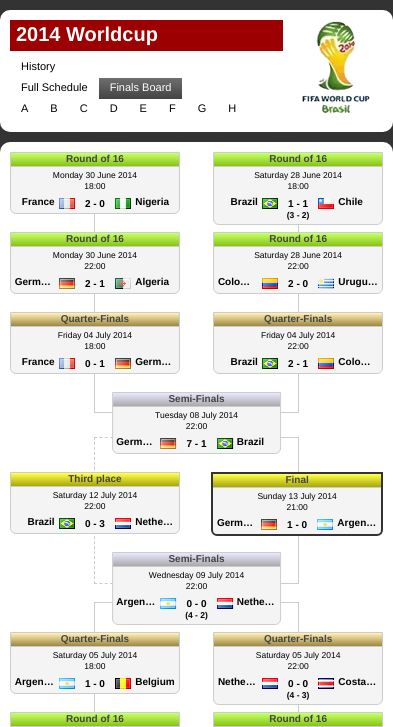 2014 Worldcup
History
Full Schedule Finals Board
A B C D E F G H
2014
FIFA WORLD CUP
Brasil
Round of 16
Monday 30 June 2014
18:00
France 2 - 0 Nigeria
Round of 16
Saturday 28 June 2014
18:00
Brazil 1 - 1 Chile
(3 - 2)
Round of 16
Monday 30 June 2014
22:00
Germ... 2 - 1 Algeria
Round of 16
Saturday 28 June 2014
22:00
Colo... 2 - 0 Urugu...
Quarter-Finals
Friday 04 July 2014
18:00
France 0 - 1 Germ...
Quarter-Finals
Friday 04 July 2014
22:00
Brazil 2 - 1 Colo...
Semi-Finals
Tuesday 08 July 2014
22:00
Germ... 7 - 1 Brazil
Third place
Saturday 12 July 2014
22:00
Brazil 0 - 3 Nethe...
Final
Sunday 13 July 2014
21:00
Germ... 1 - 0 Argen...
Semi-Finals
Wednesday 09 July 2014
22:00
Argen... 0 - 0 Nethe...
(4 - 2)
Quarter-Finals
Saturday 05 July 2014
18:00
Argen... 1 - 0 Belgium
Quarter-Finals
Saturday 05 July 2014
22:00
Nethe... 0 - 0 Costa...
(4 - 3)
Round of 16
Round of 16